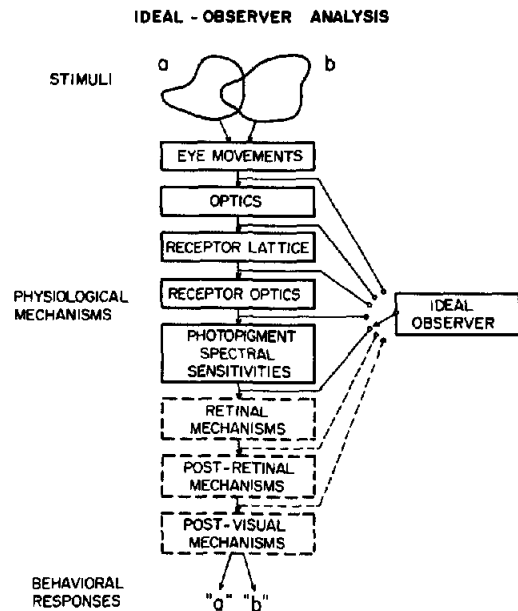 IDEAL-OBSERVER ANALYSIS
STIMULI
a
b
EYE MOVEMENTS
OPTICS
RECEPTOR LATTICE
RECEPTOR OPTICS
PHYSIOLOGICAL
MECHANISMS
IDEAL
OBSERVER
PHOTOPIGMENT
SPECTRAL
SENSITIVITIES
RETINAL
MECHANISMS
POST-RETINAL
MECHANISMS
POST-VISUAL
MECHANISMS
BEHAVIORAL
RESPONSES
"a" "b"